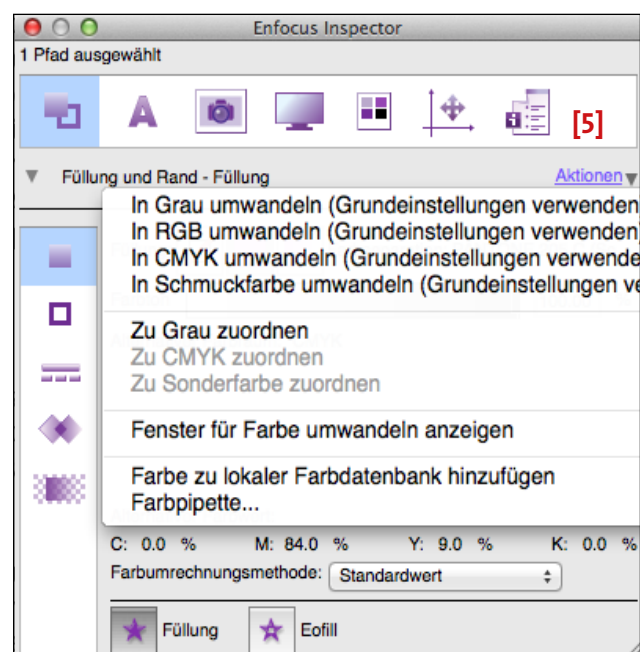 Enfocus Inspector
1 Pfad ausgewählt
[5]
Füllung und Rand - Füllung Aktionen
In Grau umwandeln (Grundeinstellungen verwenden
In RGB umwandeln (Grundeinstellungen verwenden
In CMYK umwandeln (Grundeinstellungen verwende
In Schmuckfarbe umwandeln (Grundeinstellungen ve
Zu Grau zuordnen
Zu CMYK zuordnen
Zu Sonderfarbe zuordnen
Fenster für Farbe umwandeln anzeigen
Farbe zu lokaler Farbdatenbank hinzufügen
Farbpipette...
C: 0.0 % M: 84.0 % Y: 9.0 % K: 0.0 %
Farbumrechnungsmethode: Standardwert
Füllung Eofill